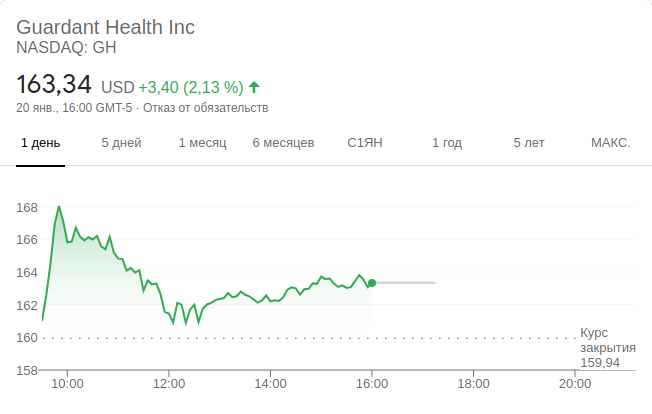 Guardant Health Inc
NASDAQ: GH
163,34 USD +3,40 (2,13 %)
20 янв., 16:00 GMT-5 · Отказ от обязательств
1 день 5 дней 1 месяц 6 месяцев С1ЯН 1 год 5 лет МАКС.
168
166
164
162
160
158
Курс
закрытия
159,94
10:00 12:00 14:00 16:00 18:00 20:00